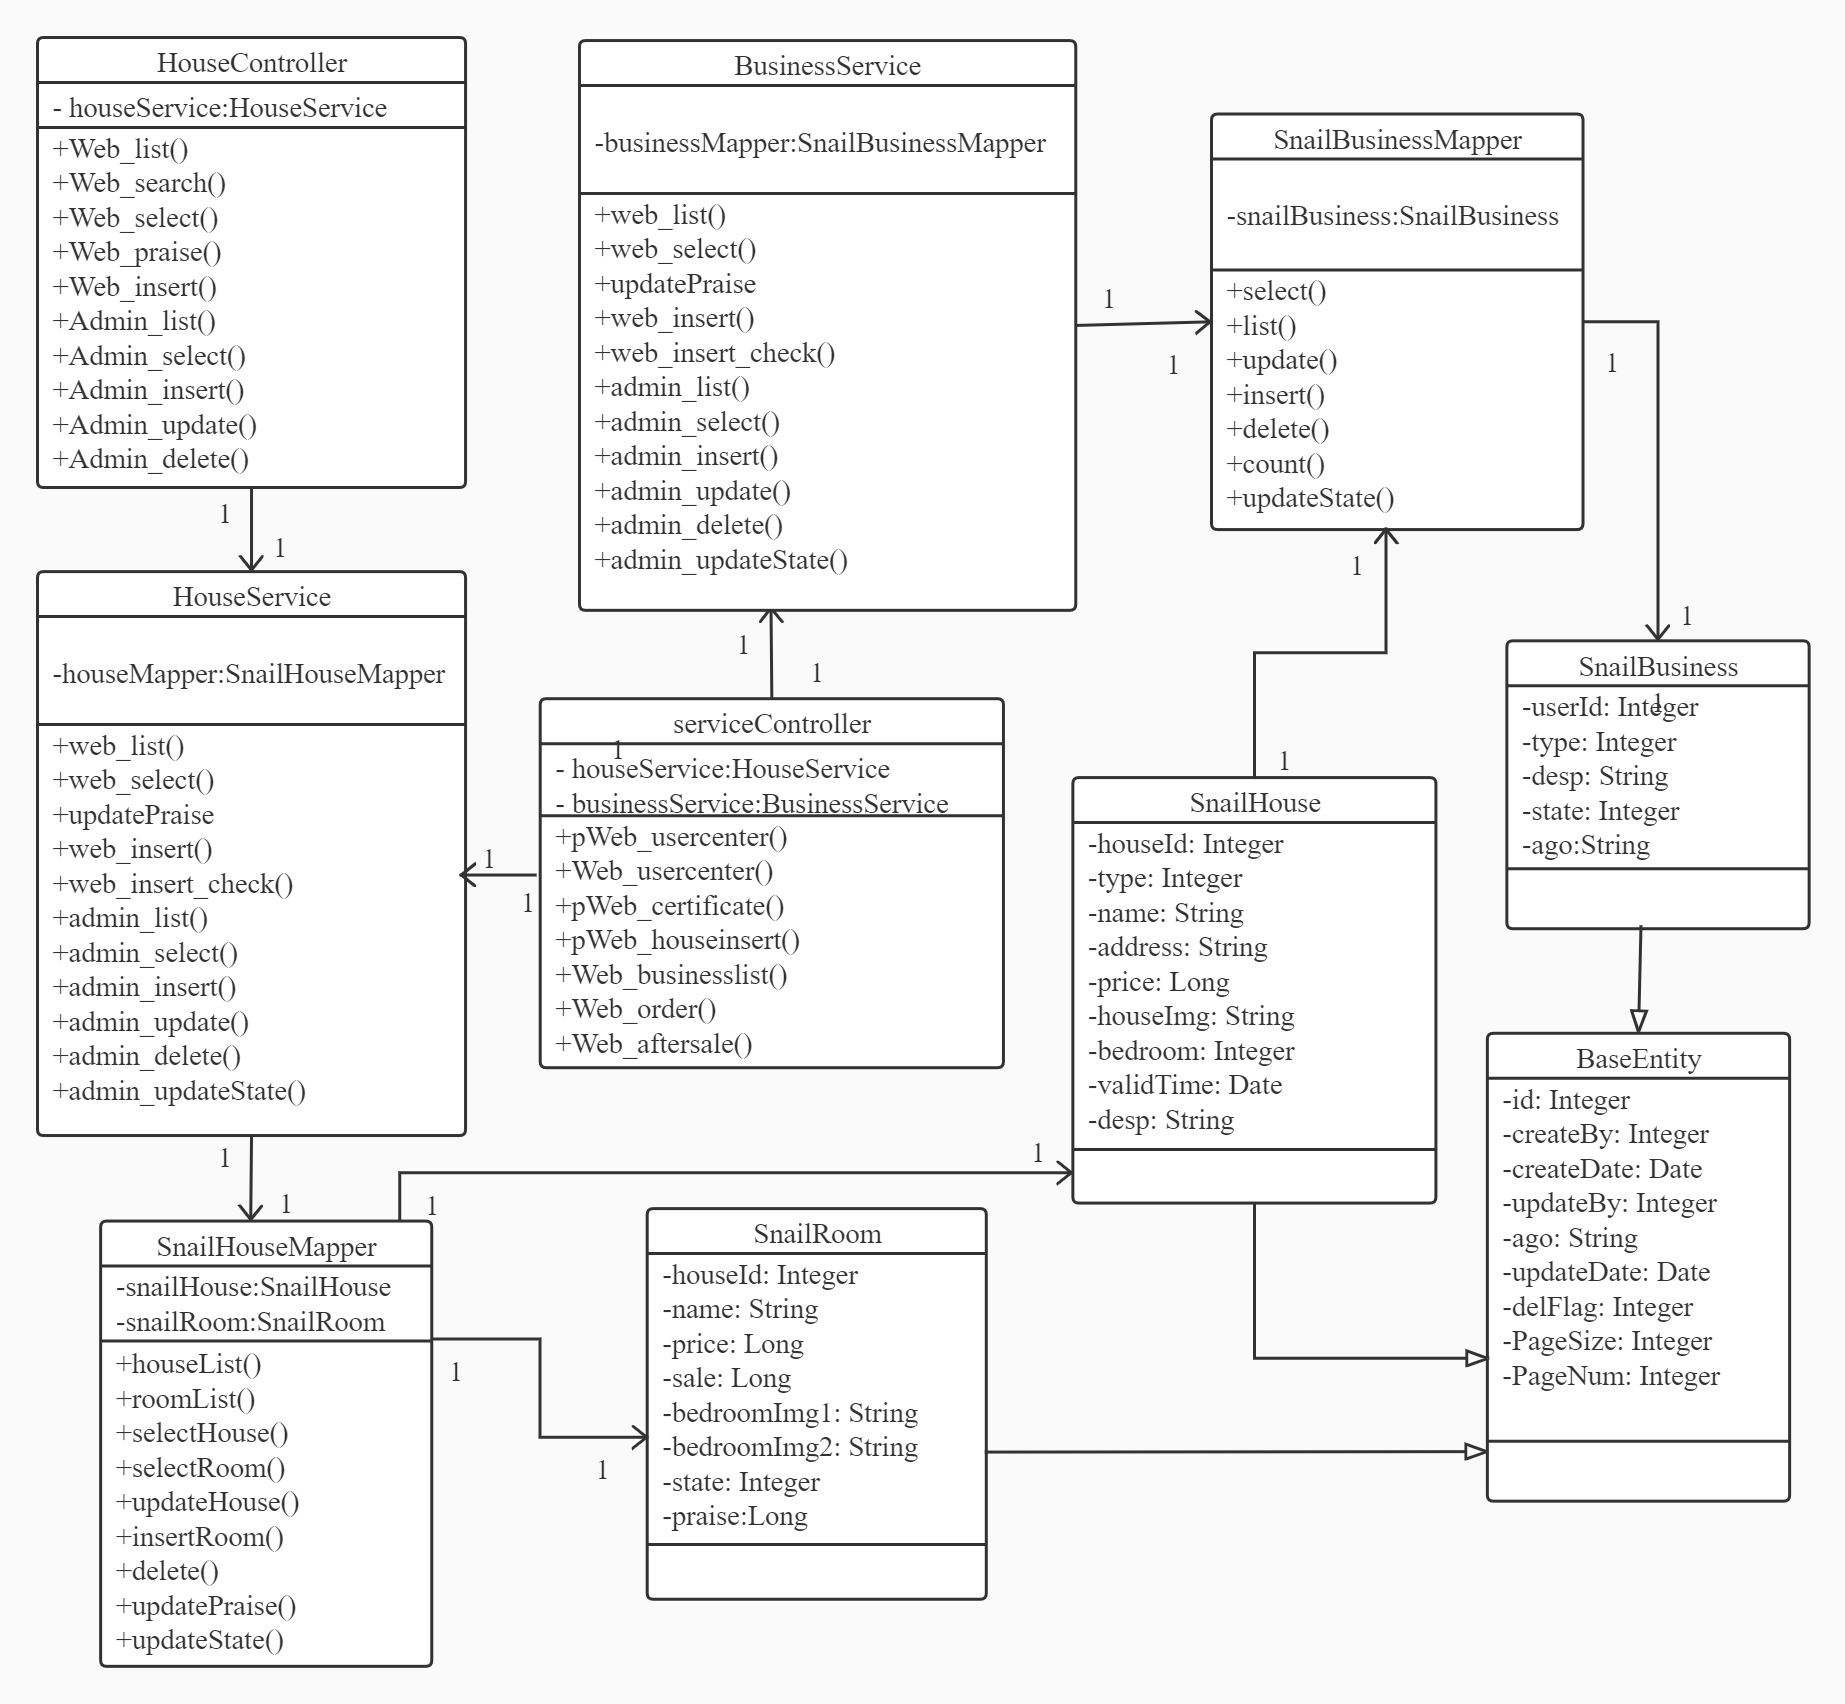 HouseController
- houseService:HouseService
+Web_list()
+Web_search()
+Web_select()
+Web_praise()
+Web_insert()
+Admin_list()
+Admin_select()
+Admin_insert()
+Admin_update()
+Admin_delete()
1
1
BusinessService
-businessMapper:SnailBusinessMapper
+web_list()
+web_select()
+updatePraise
+web_insert()
+web_insert_check()
+admin_list()
+admin_select()
+admin_insert()
+admin_update()
+admin_delete()
+admin_updateState()
1
1
SnailBusinessMapper
-snailBusiness:SnailBusiness
+select()
+list()
+update()
+insert()
+delete()
+count()
+updateState()
1
1
1
1
HouseService
-houseMapper:SnailHouseMapper
+web_list()
+web_select()
+updatePraise
+web_insert()
+web_insert_check()
+admin_list()
+admin_select()
+admin_insert()
+admin_update()
+admin_delete()
+admin_updateState()
1
1
1
1
serviceController
1
- houseService:HouseService
- businessService:BusinessService
+pWeb_usercenter()
+Web_usercenter()
+pWeb_certificate()
+pWeb_houseinsert()
+Web_businesslist()
+Web_order()
+Web_aftersale()
1
1
SnailHouse
-houseId: Integer
-type: Integer
-name: String
-address: String
-price: Long
-houseImg: String
-bedroom: Integer
-validTime: Date
-desp: String
SnailBusiness
1
-userId: Integer
-type: Integer
-desp: String
-state: Integer
-ago:String
BaseEntity
-id: Integer
-createBy: Integer
-createDate: Date
-updateBy: Integer
-ago: String
-updateDate: Date
-delFlag: Integer
-PageSize: Integer
-PageNum: Integer
1
1
SnailHouseMapper
-snailHouse:SnailHouse
-snailRoom:SnailRoom
+houseList()
+roomList()
+selectHouse()
+selectRoom()
+updateHouse()
+insertRoom()
+delete()
+updatePraise()
+updateState()
1
1
SnailRoom
-houseId: Integer
-name: String
-price: Long
-sale: Long
-bedroomImg1: String
-bedroomImg2: String
-state: Integer
-praise:Long